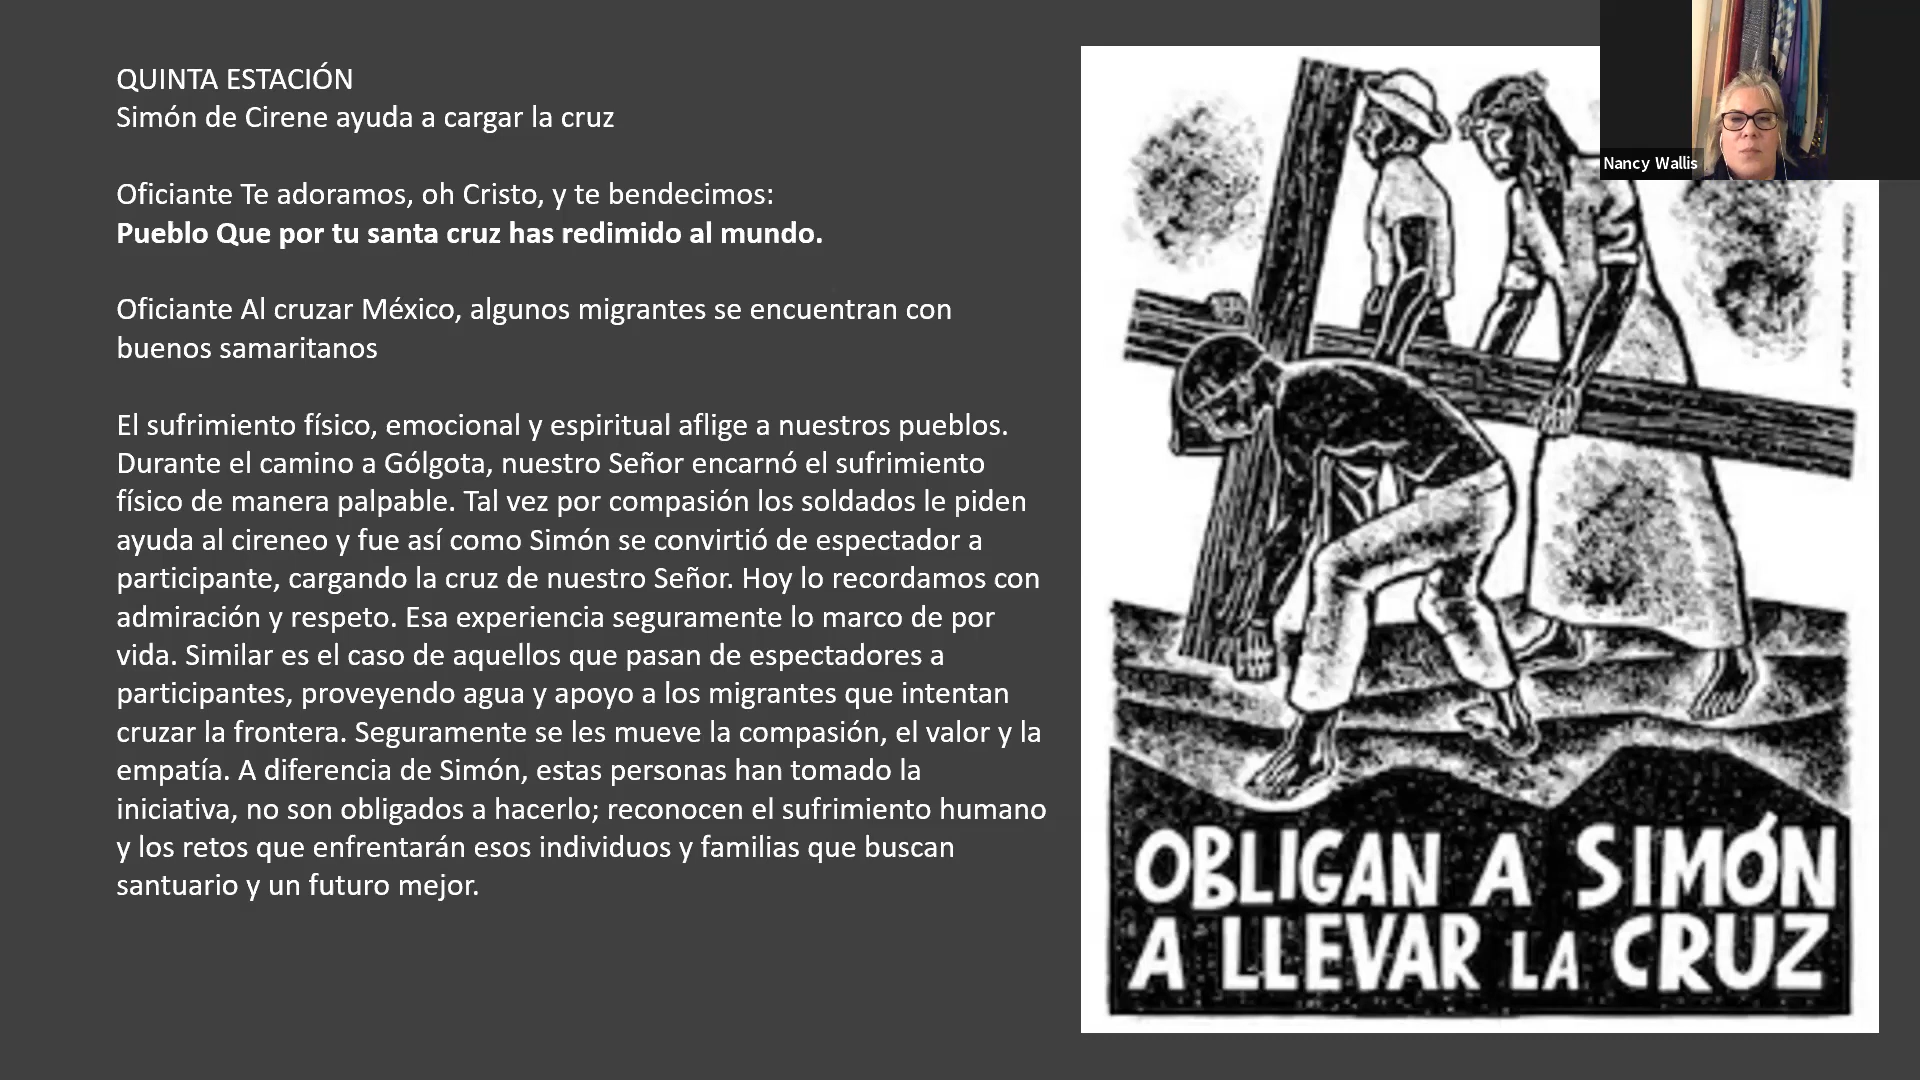 QUINTA ESTACIÓN
Simón de Cirene ayuda a cargar la cruz
Oficiante Te adoramos, oh Cristo, y te bendecimos:
Pueblo Que por tu santa cruz has redimido al mundo.
Oficiante Al cruzar México, algunos migrantes se encuentran con
buenos samaritanos
El sufrimiento físico, emocional y espiritual aflige a nuestros pueblos.
Durante el camino a Gólgota, nuestro Señor encarnó el sufrimiento
físico de manera palpable. Tal vez por compasión los soldados le piden
ayuda al cireneo y fue así como Simón se convirtió de espectador a
participante, cargando la cruz de nuestro Señor. Hoy lo recordamos con
admiración y respeto. Esa experiencia seguramente lo marco de por
vida. Similar es el caso de aquellos que pasan de espectadores a
participantes, proveyendo agua y apoyo a los migrantes que intentan
cruzar la frontera. Seguramente se les mueve la compasión, el valor y la
empatía. A diferencia de Simón, estas personas han tomado la
iniciativa, no son obligados a hacerlo; reconocen el sufrimiento humano
y los retos que enfrentarán esos individuos y familias que buscan
santuario y un futuro mejor.
Nancy Wallis
OBLIGAN A SIMÓN
A LLEVAR LA CRUZ